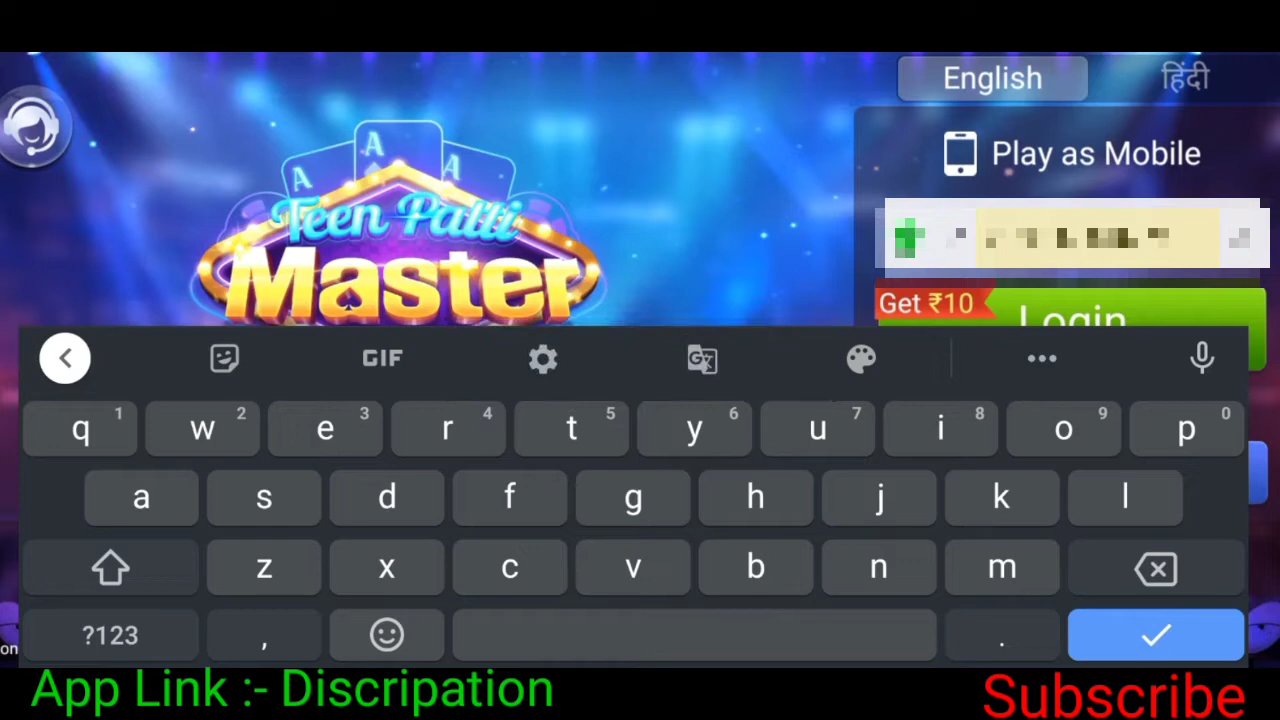 English हिंदी
Play as Mobile
A A A
Teen Patti
Master
Get ₹10
Login
GIF
q 1 w 2 e 3 r 4 t 5 y 6 u 7 i 8 o 9 p 0
a s d f g h j k l
z x c v b n m
?123 , .
on
App Link :- Discripation
Subscribe